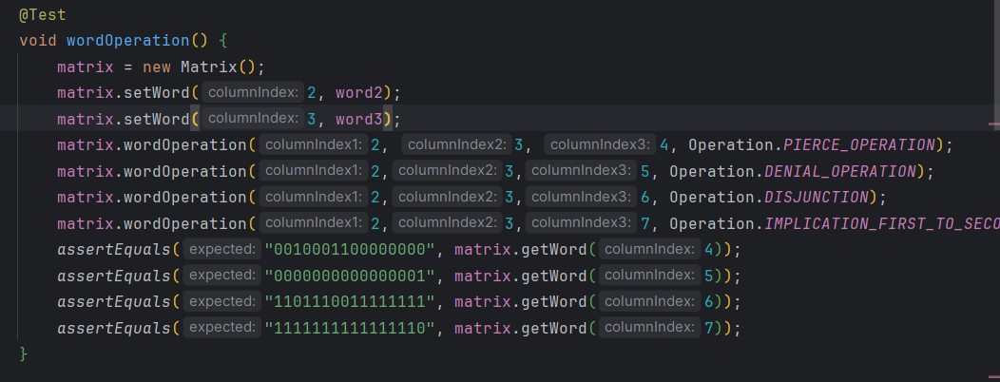 @Test
void wordOperation() {
matrix = new Matrix();
matrix.setWord( columnIndex: 2, word2);
matrix.setWord( columnIndex: 3, word3);
matrix.wordOperation( columnIndex1: 2, columnIndex2: 3, columnIndex3: 4, Operation.PIERCE_OPERATION);
matrix.wordOperation( columnIndex1: 2, columnIndex2: 3, columnIndex3: 5, Operation.DENIAL_OPERATION);
matrix.wordOperation( columnIndex1: 2, columnIndex2: 3, columnIndex3: 6, Operation.DISJUNCTION);
matrix.wordOperation( columnIndex1: 2, columnIndex2: 3, columnIndex3: 7, Operation.IMPLICATION_FIRST_TO_SECO
assertEquals( expected: "0010001100000000", matrix.getWord( columnIndex: 4));
assertEquals( expected: "0000000000000001", matrix.getWord( columnIndex: 5));
assertEquals( expected: "1101110011111111", matrix.getWord( columnIndex: 6));
assertEquals( expected: "1111111111111110", matrix.getWord( columnIndex: 7));
}